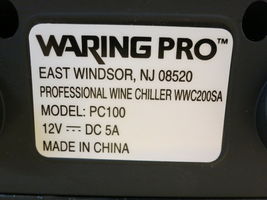 WARING PRO™
EAST WINDSOR, NJ 08520
PROFESSIONAL WINE CHILLER WWC200SA
MODEL: PC100
12V ⎓ DC 5A
MADE IN CHINA